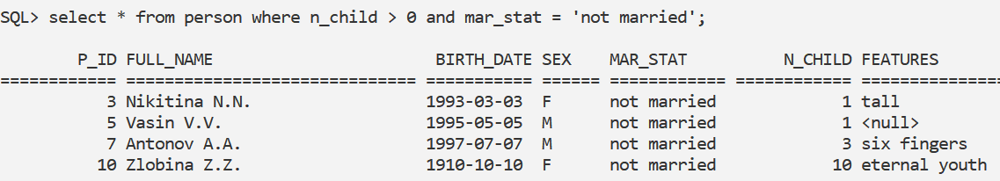 SQL> select * from person where n_child > 0 and mar_stat = 'not married';
P_ID FULL_NAME BIRTH_DATE SEX MAR_STAT N_CHILD FEATURES
============ ============================== =========== ====== ============ ============ ===============
3 Nikitina N.N. 1993-03-03 F not married 1 tall
5 Vasin V.V. 1995-05-05 M not married 1 <null>
7 Antonov A.A. 1997-07-07 M not married 3 six fingers
10 Zlobina Z.Z. 1910-10-10 F not married 10 eternal youth